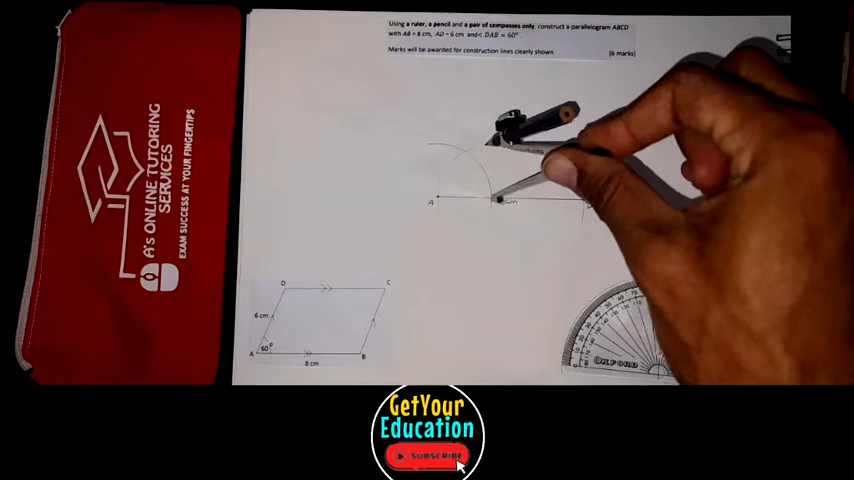 Using a ruler, a pencil and a pair of compasses only, construct a parallelogram ABCD
with AB = 8 cm, AD = 6 cm and < DAB = 60°.
Marks will be awarded for construction lines clearly shown.
[6 marks]
A's ONLINE TUTORING
SERVICES
EXAM SUCCESS AT YOUR FINGERTIPS
A
D
C
6 cm
60°
A
B
8 cm
OXFORD
GetYour
Education
SUBSCRIBE